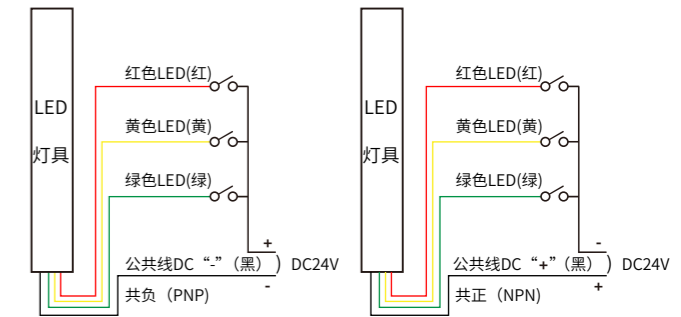 红色LED(红)
LED
黄色LED(黄)
灯具
绿色LED(绿)
+
公共线DC“-”（黑） DC24V
-
共负（PNP)
红色LED(红)
LED
黄色LED(黄)
灯具
绿色LED(绿)
-
公共线DC“+”（黑） DC24V
+
共正（NPN)